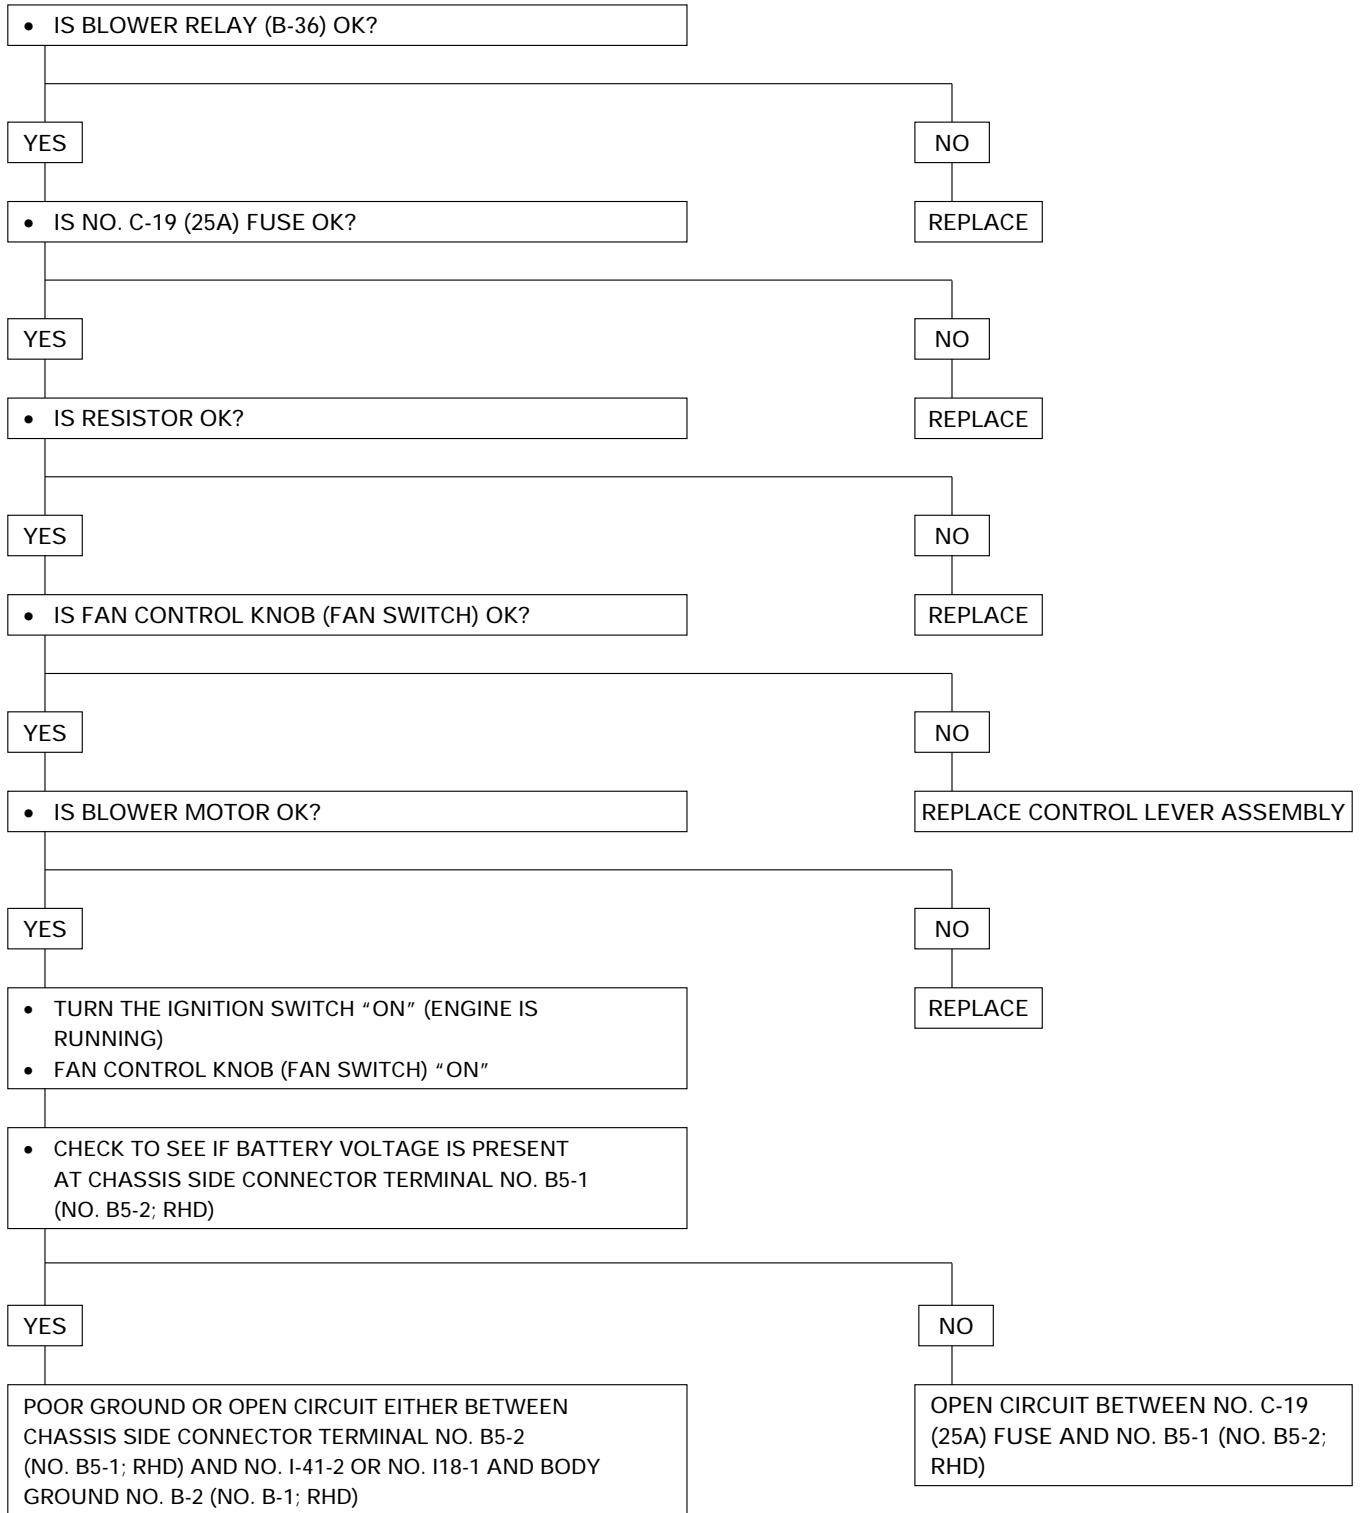 • IS BLOWER RELAY (B-36) OK?
YES
NO
• IS NO. C-19 (25A) FUSE OK?
REPLACE
YES
NO
• IS RESISTOR OK?
REPLACE
YES
NO
• IS FAN CONTROL KNOB (FAN SWITCH) OK?
REPLACE
YES
NO
• IS BLOWER MOTOR OK?
REPLACE CONTROL LEVER ASSEMBLY
YES
NO
• TURN THE IGNITION SWITCH “ON” (ENGINE IS
RUNNING)
• FAN CONTROL KNOB (FAN SWITCH) “ON”
REPLACE
• CHECK TO SEE IF BATTERY VOLTAGE IS PRESENT
AT CHASSIS SIDE CONNECTOR TERMINAL NO. B5-1
(NO. B5-2; RHD)
YES
NO
POOR GROUND OR OPEN CIRCUIT EITHER BETWEEN
CHASSIS SIDE CONNECTOR TERMINAL NO. B5-2
(NO. B5-1; RHD) AND NO. I-41-2 OR NO. I18-1 AND BODY
GROUND NO. B-2 (NO. B-1; RHD)
OPEN CIRCUIT BETWEEN NO. C-19
(25A) FUSE AND NO. B5-1 (NO. B5-2;
RHD)